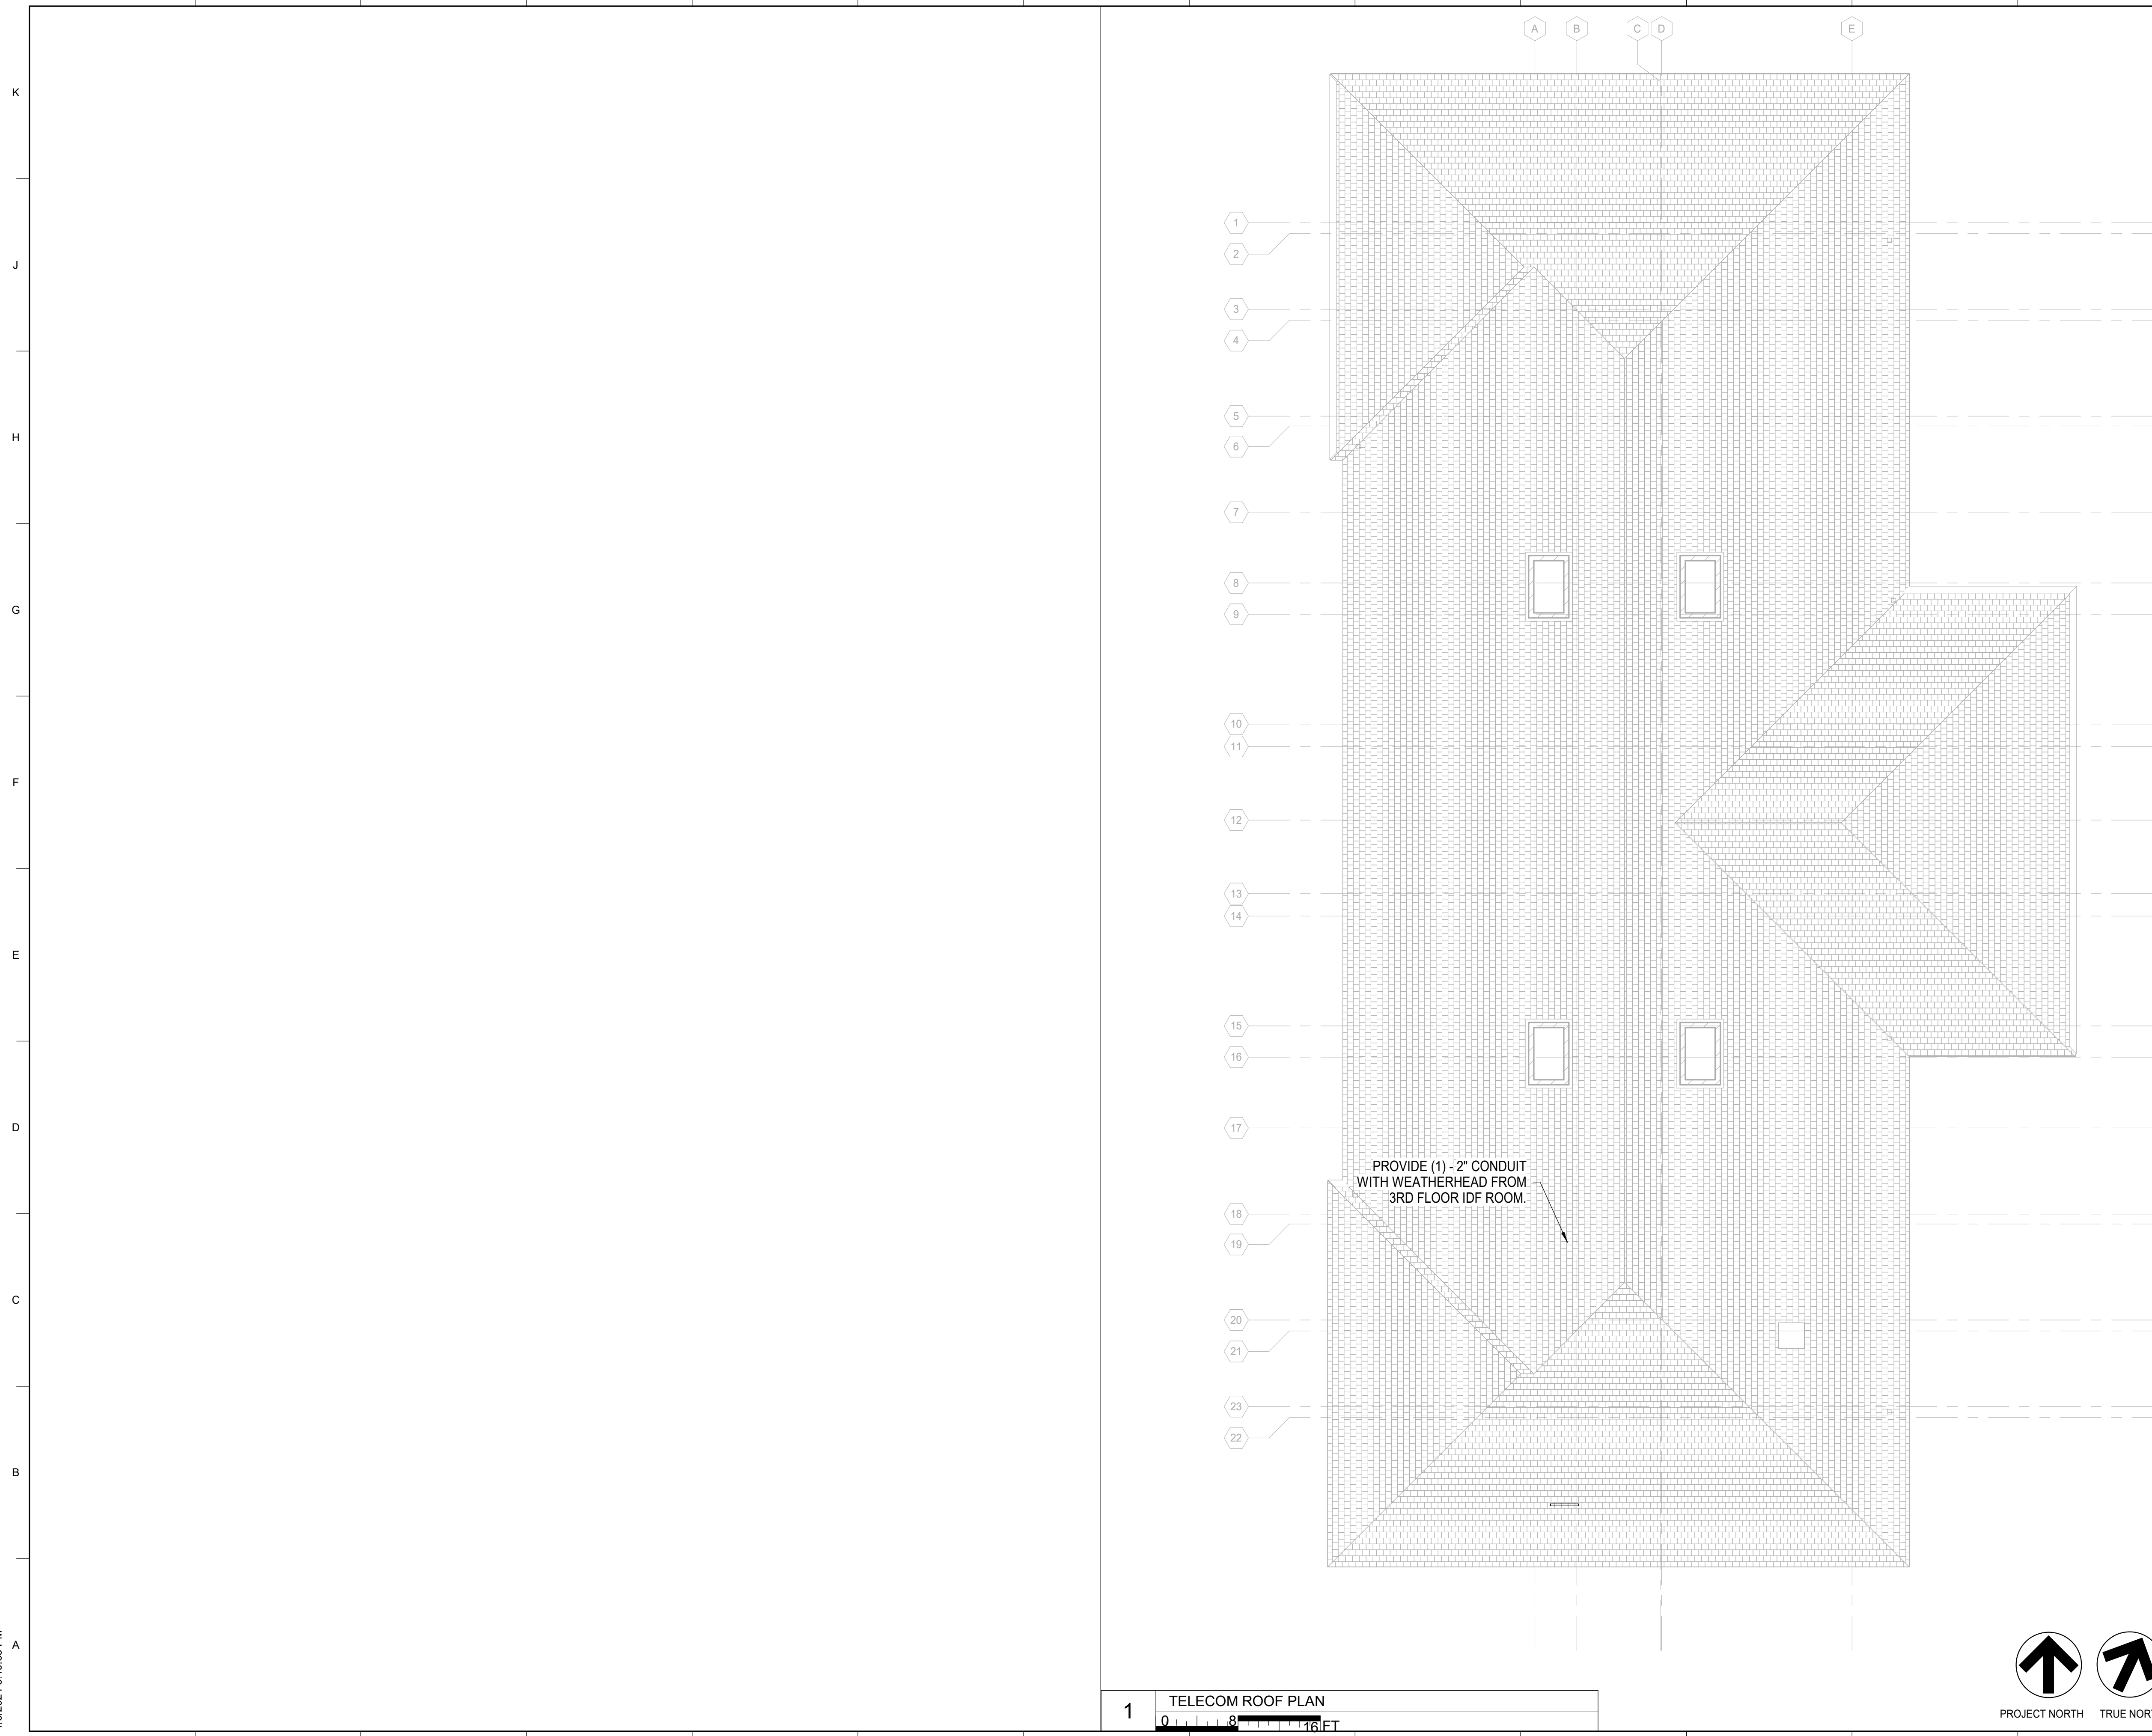 A B C D E
K
J
H
G
F
E
D
C
B
A
1
2
3
4
5
6
7
8
9
10
11
12
13
14
15
16
17
18
19
20
21
23
22
PROVIDE (1) - 2" CONDUIT
WITH WEATHERHEAD FROM
3RD FLOOR IDF ROOM.
1
TELECOM ROOF PLAN
0 8 16 FT
PROJECT NORTH
TRUE NOR